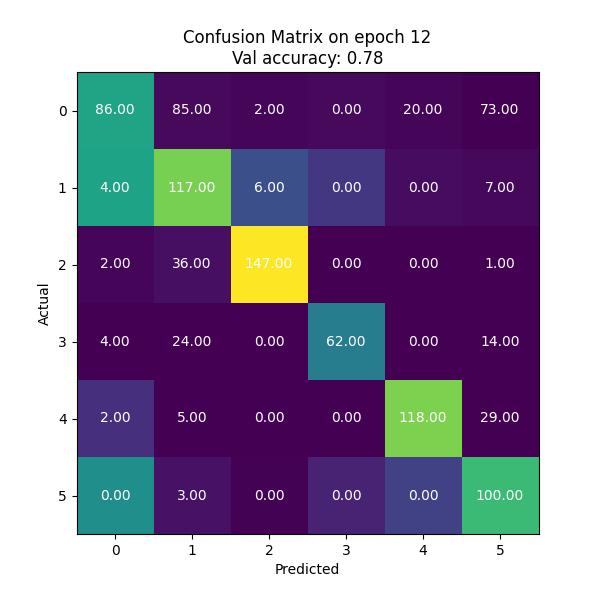 Confusion Matrix on epoch 12
Val accuracy: 0.78
0 86.00 85.00 2.00 0.00 20.00 73.00
1 4.00 117.00 6.00 0.00 0.00 7.00
2 2.00 36.00 147.00 0.00 0.00 1.00
Actual
3 4.00 24.00 0.00 62.00 0.00 14.00
4 2.00 5.00 0.00 0.00 118.00 29.00
5 0.00 3.00 0.00 0.00 0.00 100.00
0 1 2 3 4 5
Predicted